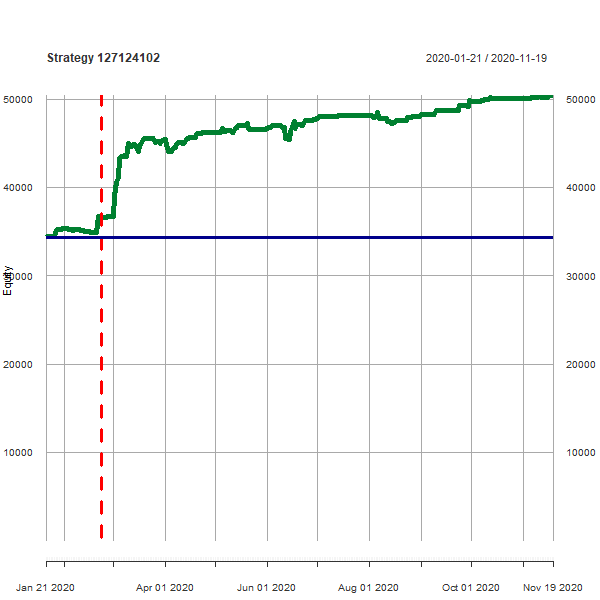 Strategy 127124102
2020-01-21 / 2020-11-19
50000
50000
40000
40000
Equity
30000
30000
20000
20000
10000
10000
Jan 21 2020
Apr 01 2020
Jun 01 2020
Aug 01 2020
Oct 01 2020
Nov 19 2020